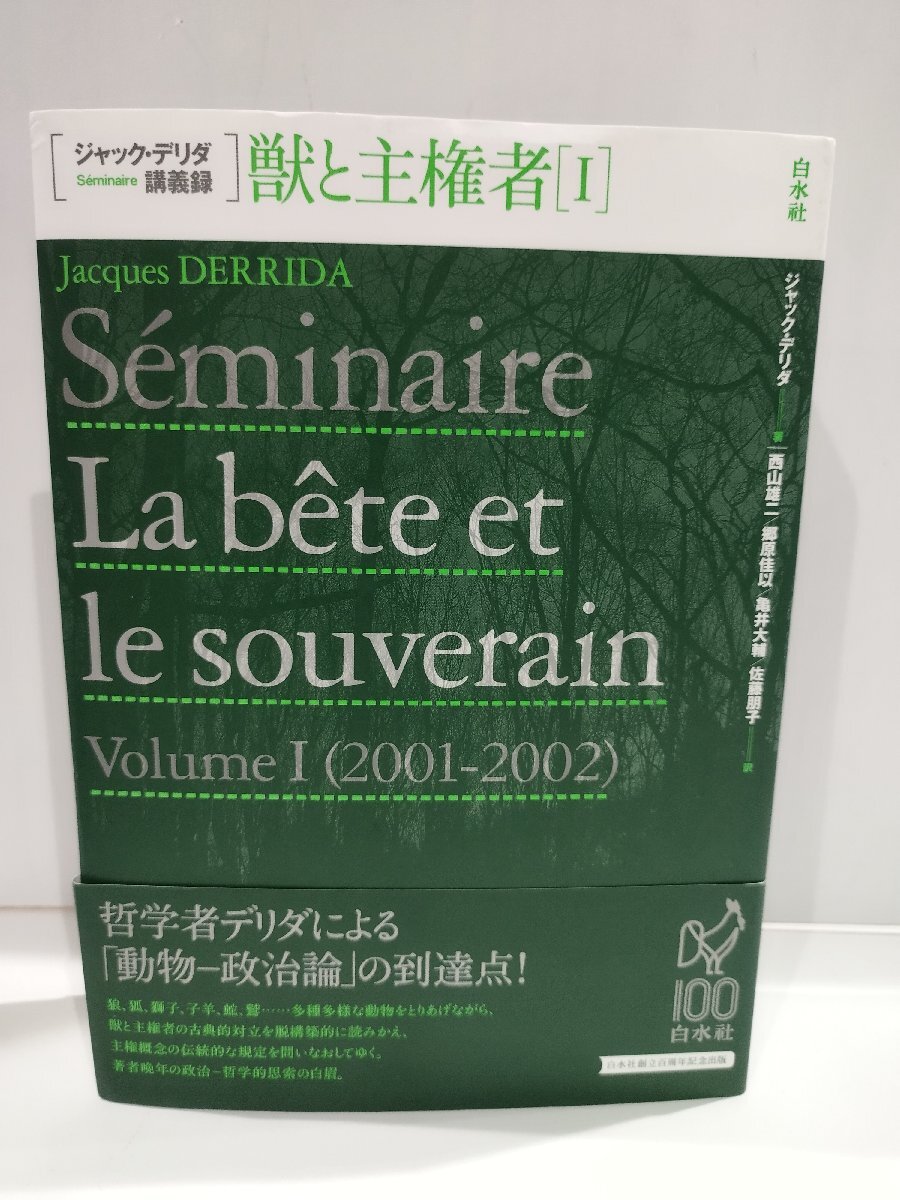 ジャック・デリダ
Séminaire 講義録
獣と主権者[I]
白水社
Jacques DERRIDA
Séminaire
La bête et
le souverain
Volume I (2001-2002)
ジャック・デリダ――著 西山雄二/郷原佳以/亀井大輔/佐藤朋子――訳
哲学者デリダによる
「動物–政治論」の到達点!
狼、狐、獅子、子羊、蛇、鷲……多種多様な動物をとりあげながら、
獣と主権者の古典的対立を脱構築的に読みかえ、
主権概念の伝統的な規定を問いなおしてゆく。
著者晩年の政治–哲学的思索の白眉。
100
白水社
白水社創立百周年記念出版